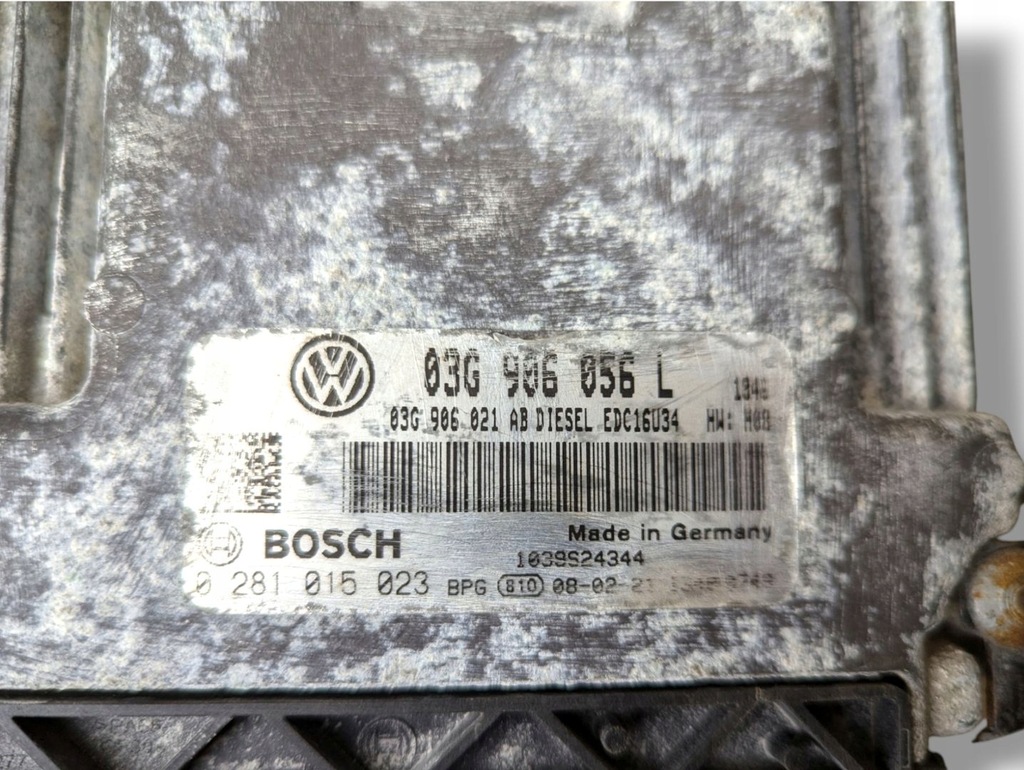 03G 906 056 L
03G 906 021 AB DIESEL EDC16U34 HW: H08
BOSCH Made in Germany
1039S24344
0 281 015 023 BPG 810 08-02-21